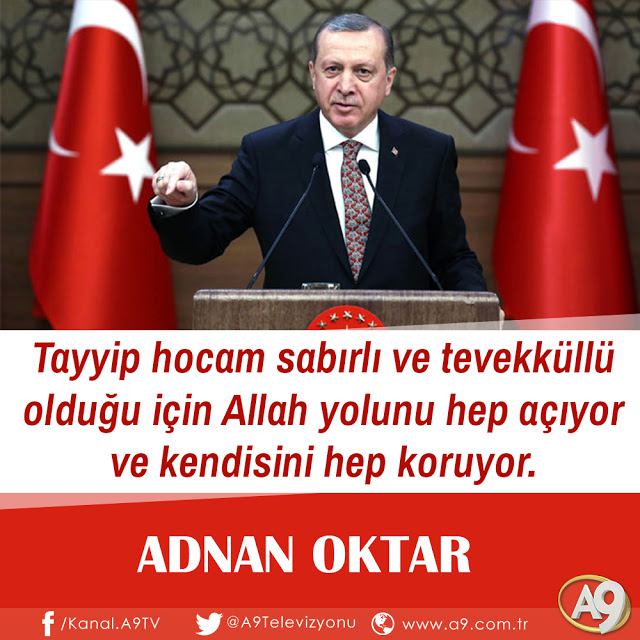 Tayyip hocam sabırlı ve tevekküllü
olduğu için Allah yolunu hep açıyor
ve kendisini hep koruyor.
ADNAN OKTAR
A9
/Kanal.A9TV @A9Televizyonu www.a9.com.tr